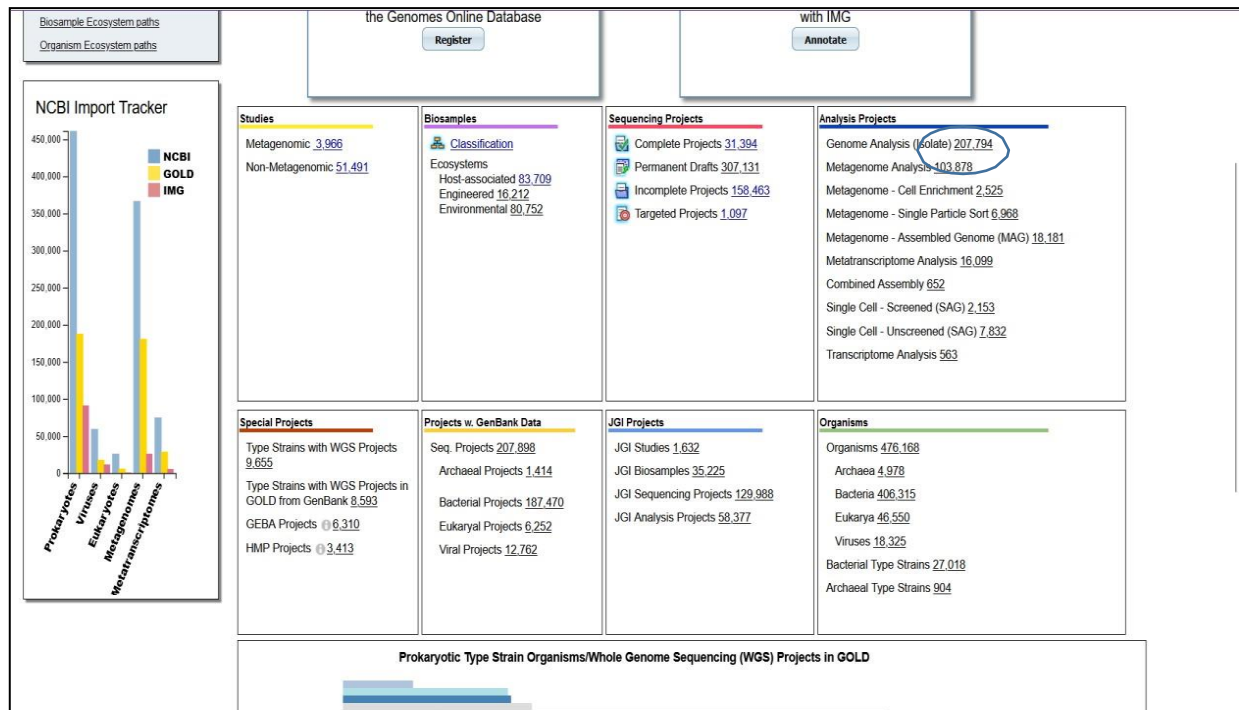 Biosample Ecosystem paths
Organism Ecosystem paths
the Genomes Online Database
Register
with IMG
Annotate
NCBI Import Tracker
450,000
400,000
350,000
300,000
250,000
200,000
150,000
100,000
50,000
0
NCBI
GOLD
IMG
Prokaryotes
Viruses
Eukaryotes
Metagenomes
Metatranscriptomes
Studies
Metagenomic 3,966
Non-Metagenomic 51,491
Biosamples
Classification
Ecosystems
Host-associated 83,709
Engineered 16,212
Environmental 80,752
Sequencing Projects
Complete Projects 31,394
Permanent Drafts 307,131
Incomplete Projects 158,463
Targeted Projects 1,097
Analysis Projects
Genome Analysis (Isolate) 207,794
Metagenome Analysis 103,878
Metagenome - Cell Enrichment 2,525
Metagenome - Single Particle Sort 6,968
Metagenome - Assembled Genome (MAG) 18,181
Metatranscriptome Analysis 16,099
Combined Assembly 652
Single Cell - Screened (SAG) 2,153
Single Cell - Unscreened (SAG) 7,832
Transcriptome Analysis 563
Special Projects
Type Strains with WGS Projects
9,655
Type Strains with WGS Projects in
GOLD from GenBank 8,593
GEBA Projects 6,310
HMP Projects 3,413
Projects w. GenBank Data
Seq. Projects 207,898
Archaeal Projects 1,414
Bacterial Projects 187,470
Eukaryal Projects 6,252
Viral Projects 12,762
JGI Projects
JGI Studies 1,632
JGI Biosamples 35,225
JGI Sequencing Projects 129,988
JGI Analysis Projects 58,377
Organisms
Organisms 476,168
Archaea 4,978
Bacteria 406,315
Eukarya 46,550
Viruses 18,325
Bacterial Type Strains 27,018
Archaeal Type Strains 904
Prokaryotic Type Strain Organisms/Whole Genome Sequencing (WGS) Projects in GOLD